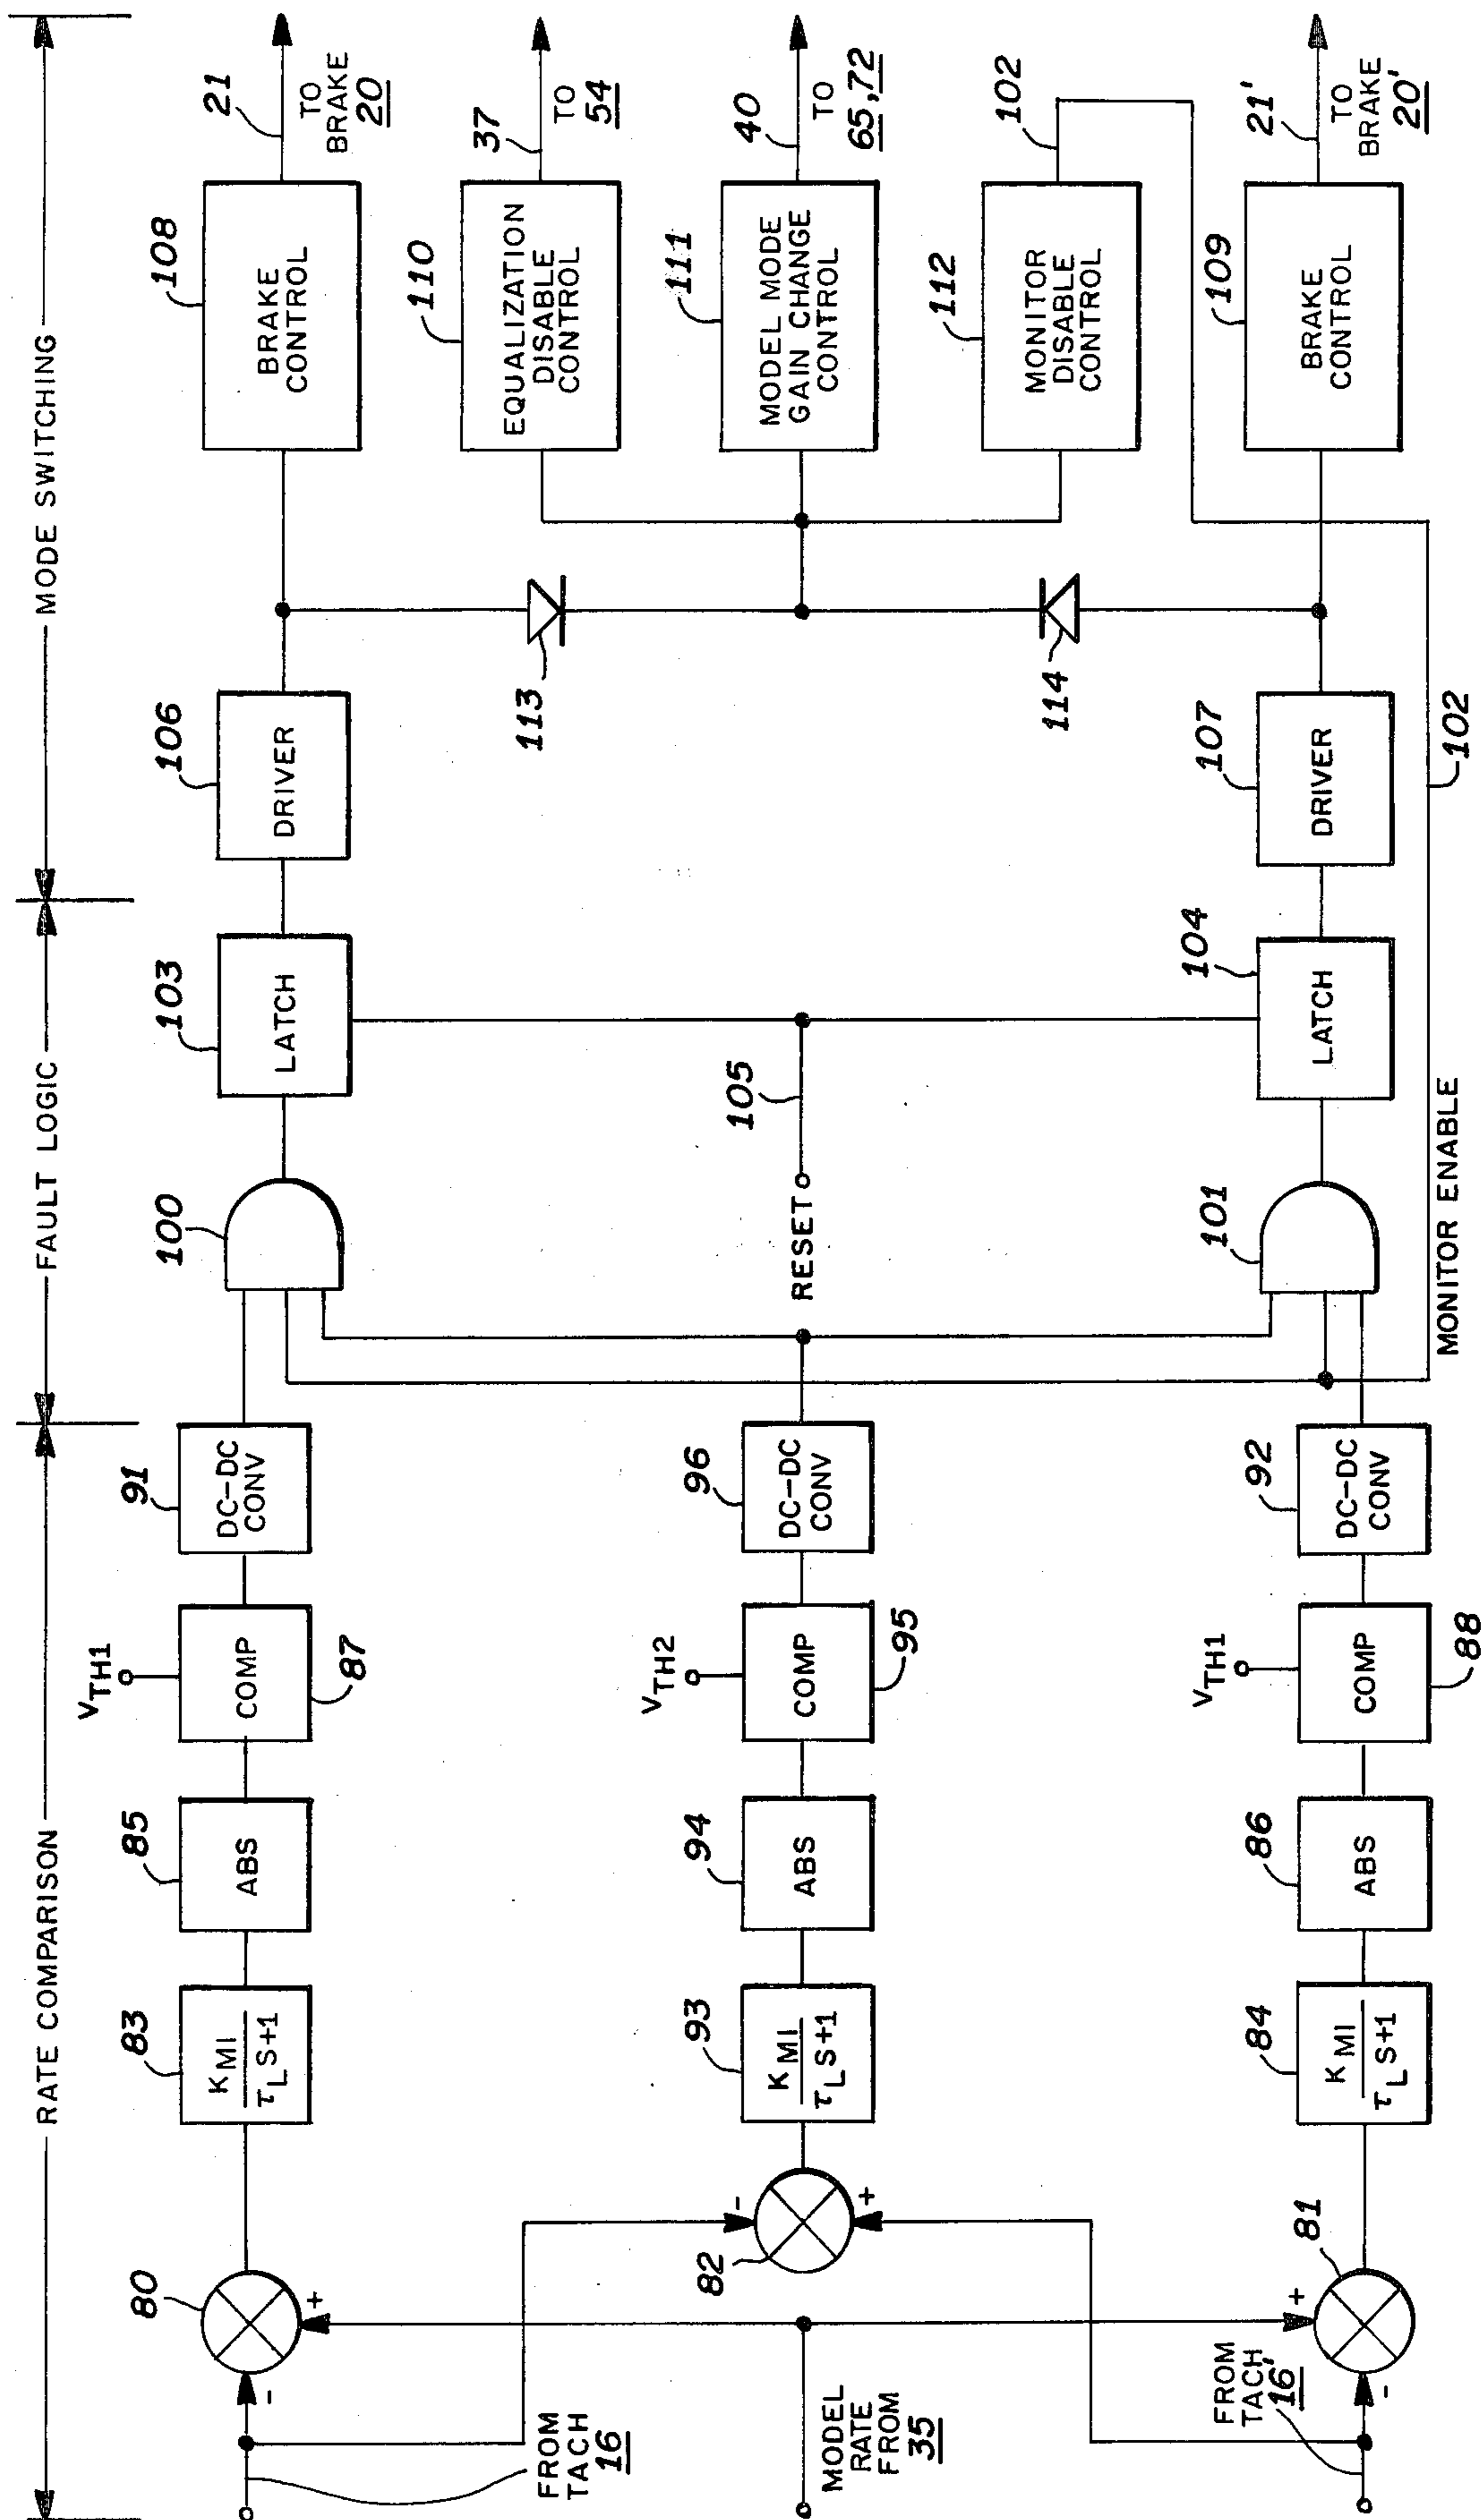 RATE COMPARISON
FAULT LOGIC
MODE SWITCHING
FROM
TACH
16
80
83
K MI
τ L S+1
85
ABS
V TH1
COMP
87
91
DC-DC
CONV
100
103
LATCH
106
DRIVER
108
BRAKE
CONTROL
21
TO
BRAKE
20
113
110
EQUALIZATION
DISABLE
CONTROL
37
TO
54
MODEL
RATE
FROM
35
82
93
K MI
τ L S+1
94
ABS
V TH2
COMP
95
96
DC-DC
CONV
RESET
105
111
MODEL MODE
GAIN CHANGE
CONTROL
40
TO
65,72
114
112
MONITOR
DISABLE
CONTROL
102
FROM
TACH
16'
81
84
K MI
τ L S+1
86
ABS
V TH1
COMP
88
92
DC-DC
CONV
101
104
LATCH
107
DRIVER
109
BRAKE
CONTROL
21'
TO
BRAKE
20'
MONITOR ENABLE
102
+
-
-
+
+
-